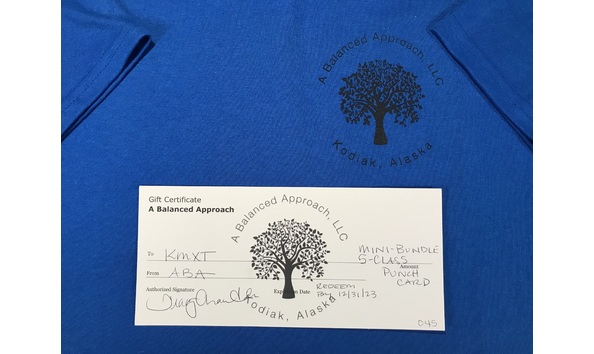 A Balanced Approach, LLC
Kodiak, Alaska
Gift Certificate
A Balanced Approach
A Balanced Approach, LLC
To KMXT
MINI-BUNDLE
5-CLASS
Amount
From ABA
PUNCH
CARD
Authorized Signature
Date
REDEEM
By 12/31/23
Kodiak, Alaska
045